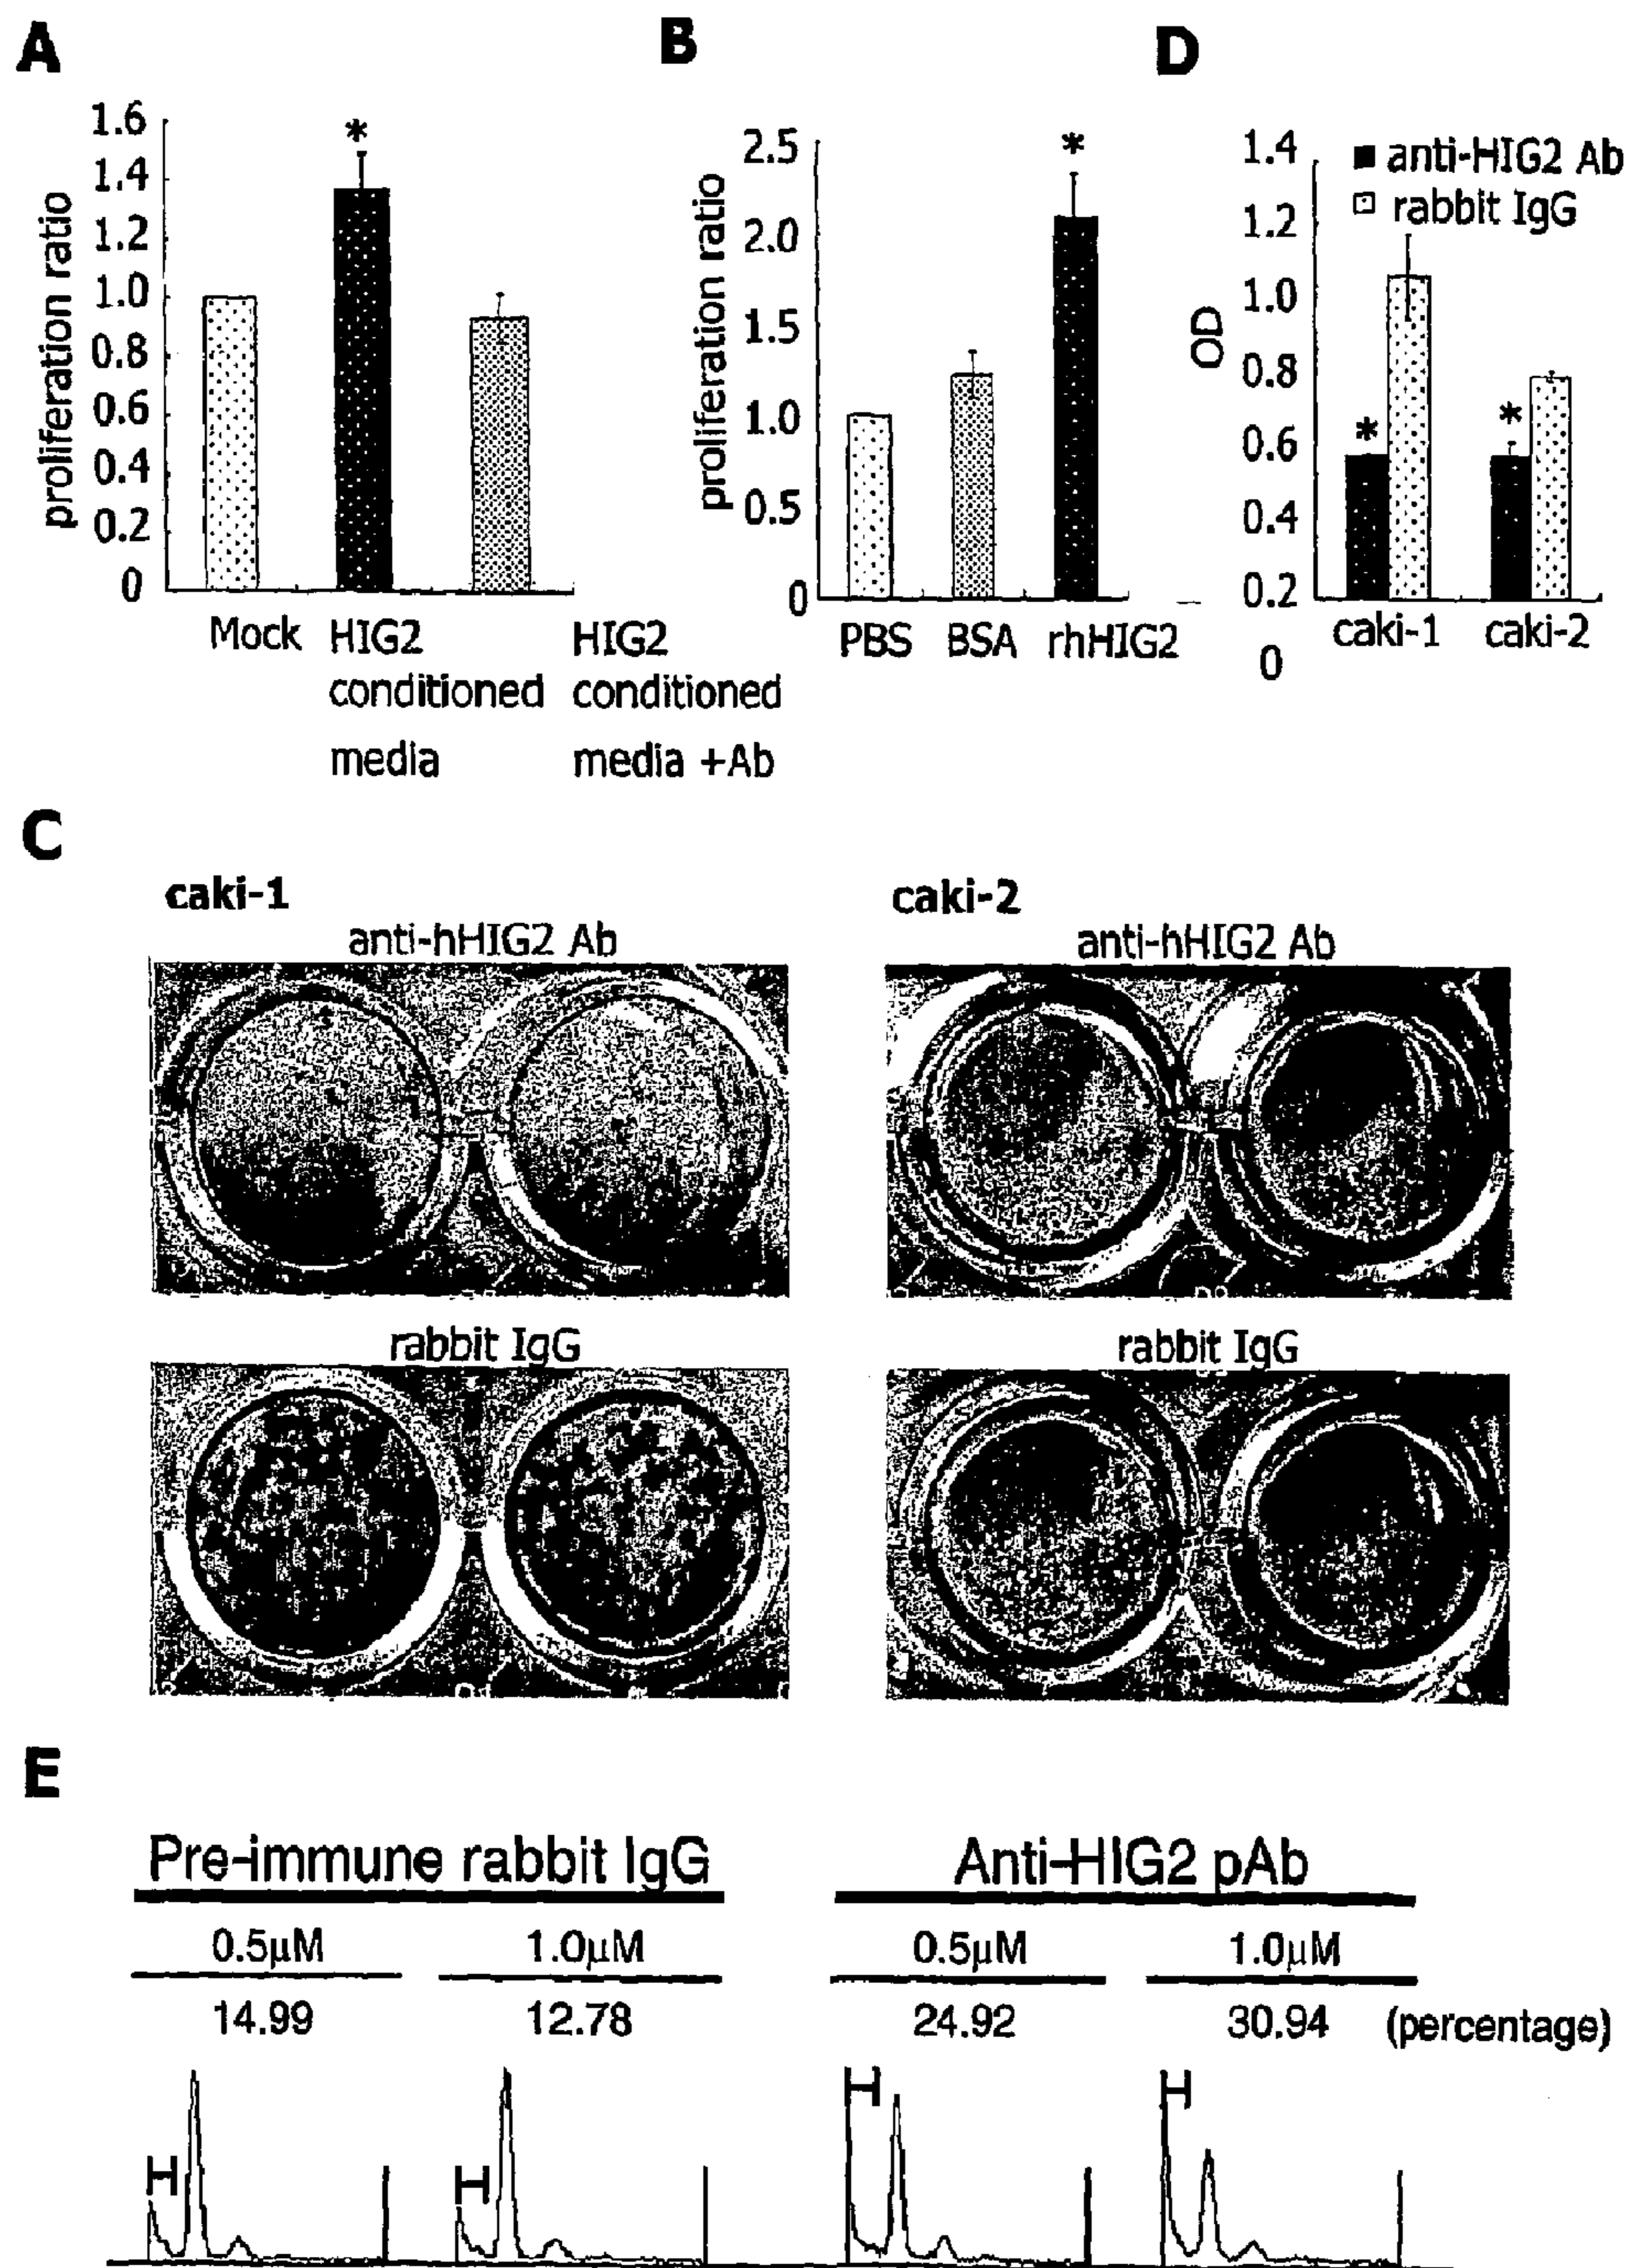 A
1.6
1.4
1.2
1.0
0.8
0.6
0.4
0.2
0
proliferation ratio
*
Mock
HIG2
conditioned
media
HIG2
conditioned
media +Ab
B
2.5
2.0
1.5
1.0
0.5
0
proliferation ratio
*
PBS BSA rhHIG2
D
1.4
1.2
1.0
0.8
0.6
0.4
0.2
0
OD
anti-HIG2 Ab
rabbit IgG
* *
caki-1 caki-2
C
caki-1
anti-hHIG2 Ab
rabbit IgG
caki-2
anti-hHIG2 Ab
rabbit IgG
E
Pre-immune rabbit IgG Anti-HIG2 pAb
0.5µM 1.0µM 0.5µM 1.0µM
14.99 12.78 24.92 30.94 (percentage)